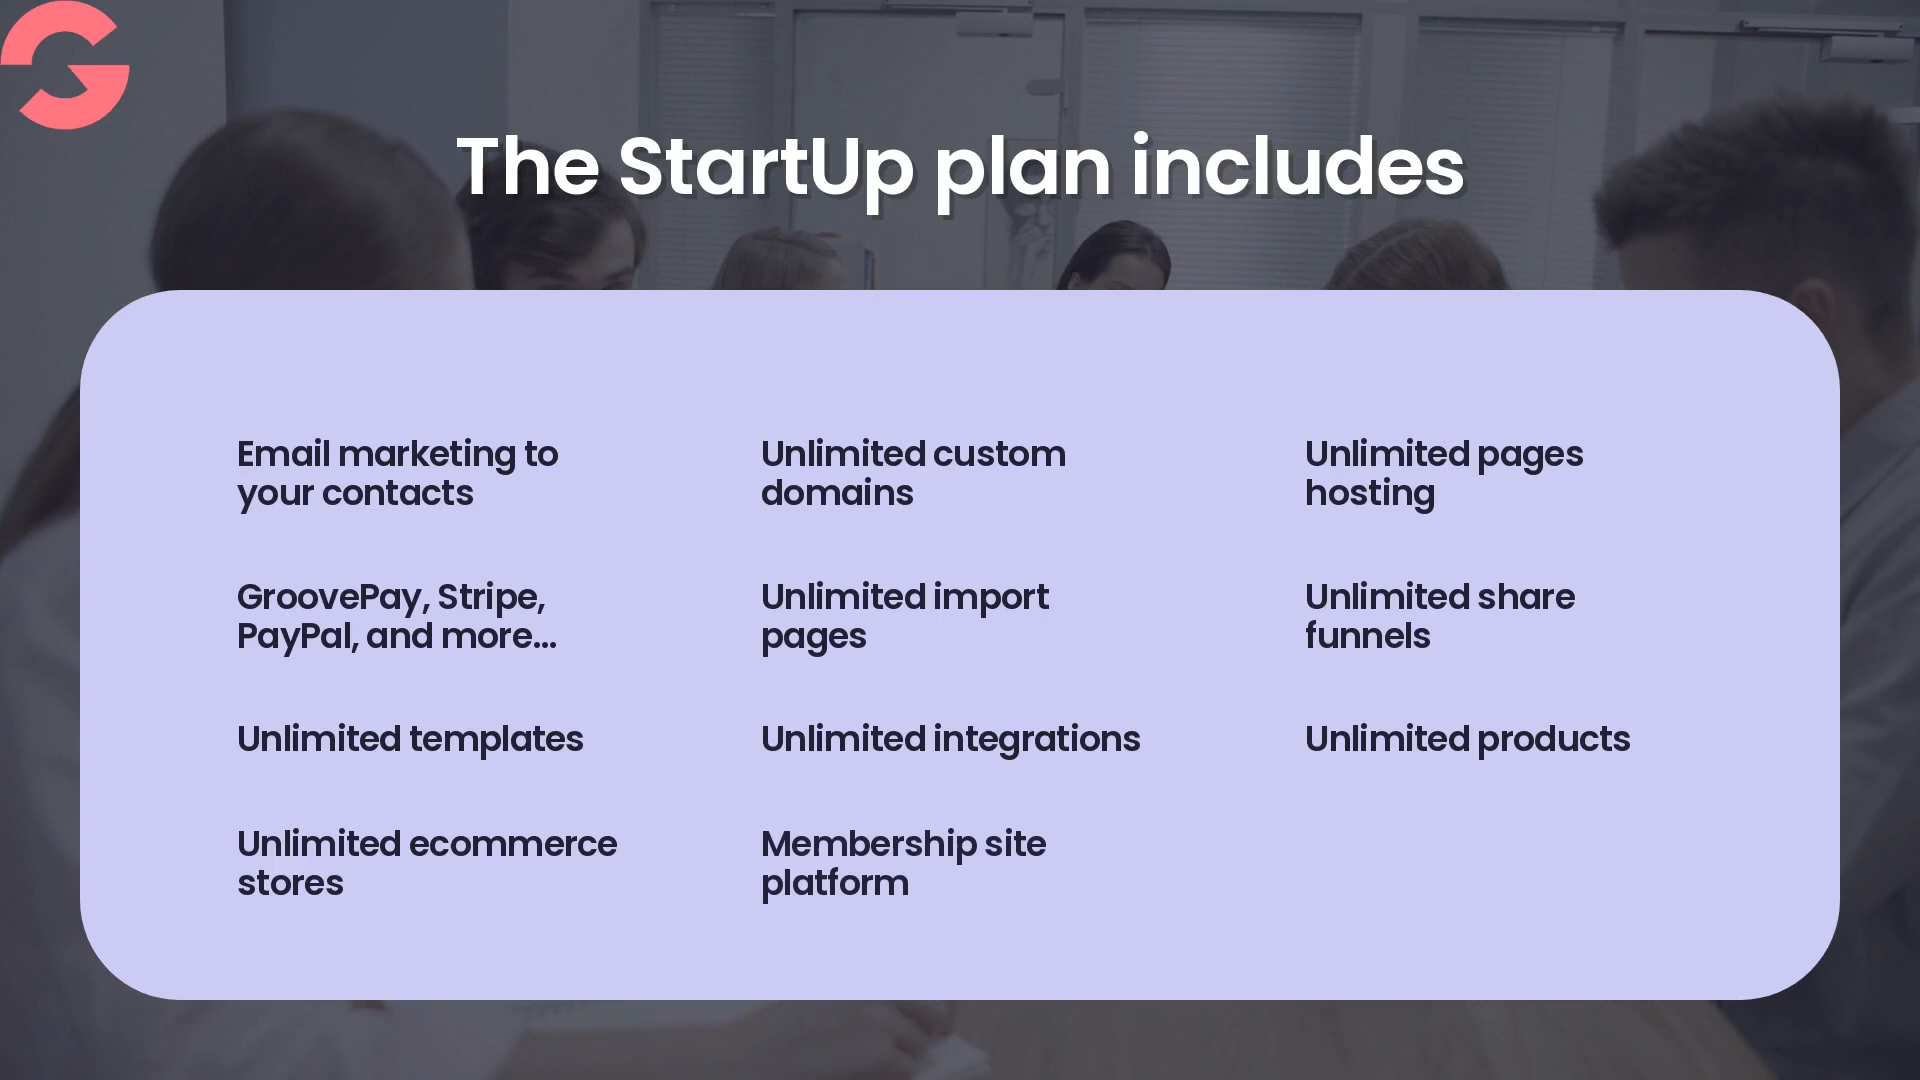 The StartUp plan includes
Email marketing to
your contacts
Unlimited custom
domains
Unlimited pages
hosting
GroovePay, Stripe,
PayPal, and more...
Unlimited import
pages
Unlimited share
funnels
Unlimited templates
Unlimited integrations
Unlimited products
Unlimited ecommerce
stores
Membership site
platform